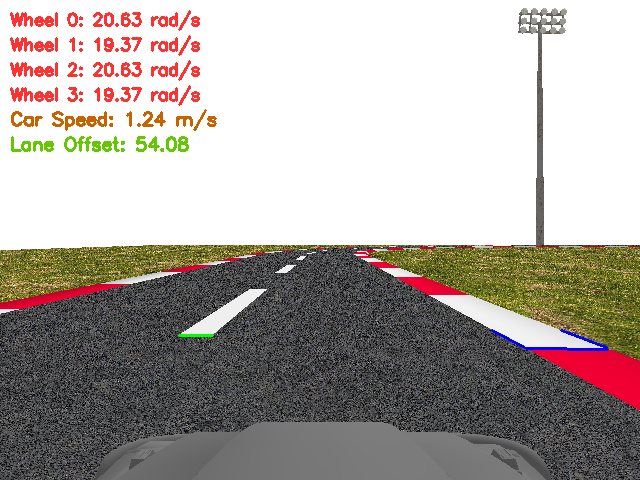 Wheel 0: 20.63 rad/s
Wheel 1: 19.37 rad/s
Wheel 2: 20.63 rad/s
Wheel 3: 19.37 rad/s
Car Speed: 1.24 m/s
Lane Offset: 54.08